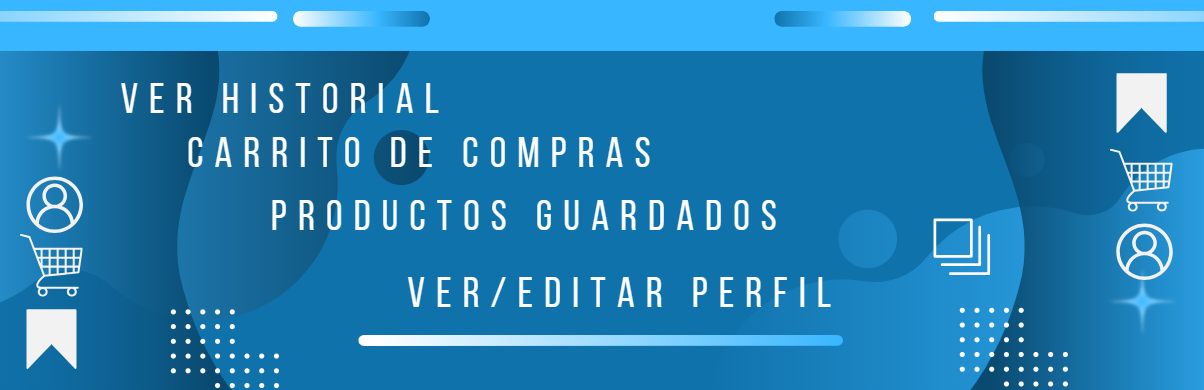 VER HISTORIAL
CARRITO DE COMPRAS
PRODUCTOS GUARDADOS
VER/EDITAR PERFIL